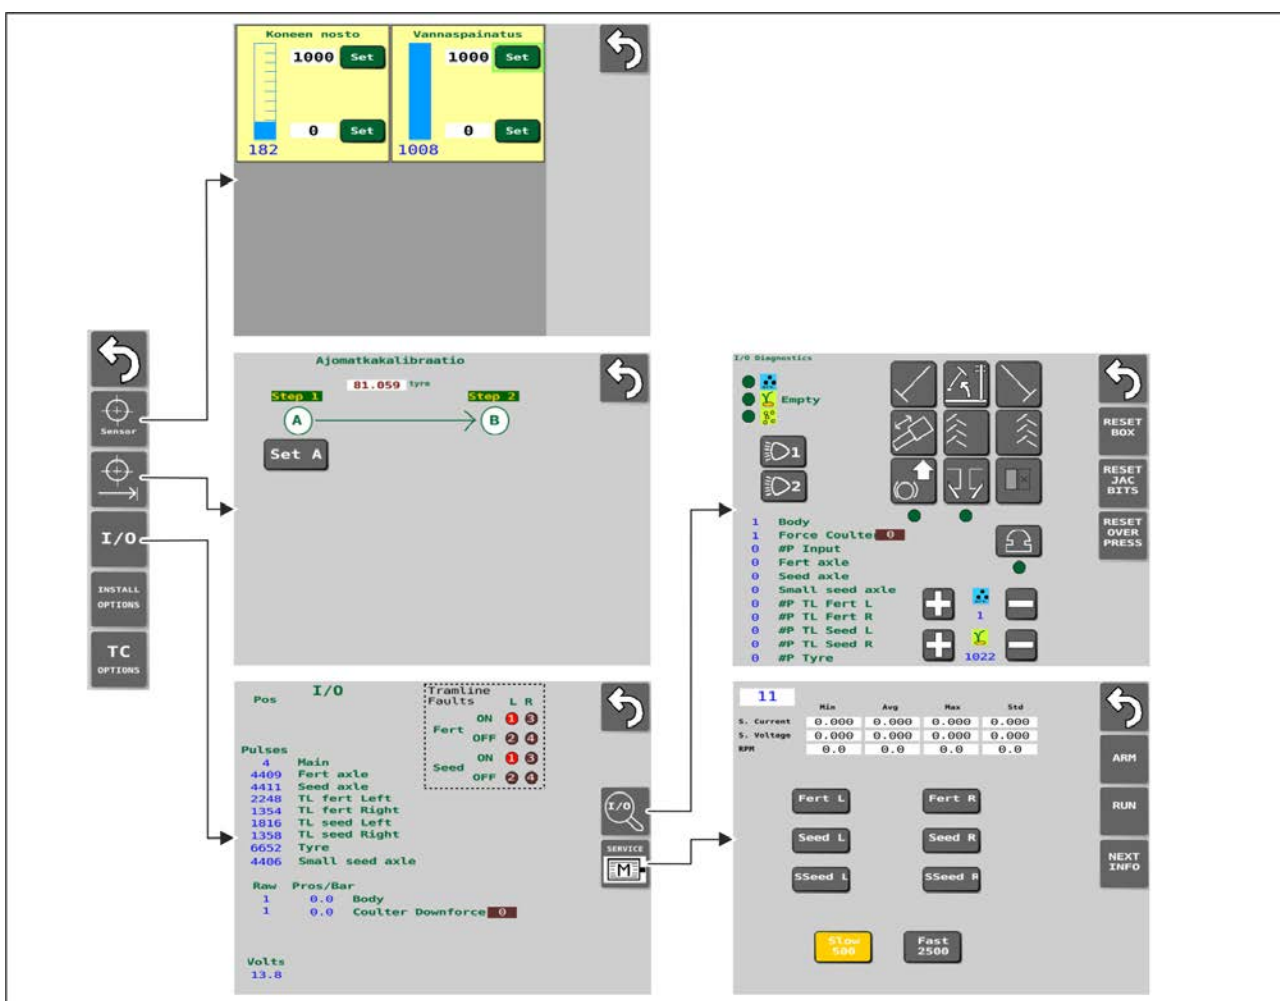 Koneen nosto
1000 Set
0 Set
182
Vannaspainatus
1000 Set
0 Set
1008
Sensor
I/O
INSTALL
OPTIONS
TC
OPTIONS
Ajomatkakalibraatio
81.059 tyre
Step 1 Step 2
A B
Set A
I/O
Pos
Tramline
Faults L R
Fert ON 1 3
OFF 2 4
Seed ON 1 3
OFF 2 4
Pulses
4 Main
4409 Fert axle
4411 Seed axle
2248 TL fert Left
1354 TL fert Right
1816 TL seed Left
1358 TL seed Right
6652 Tyre
4406 Small seed axle
Raw Pros/Bar
1 0.0 Body
1 0.0 Coulter Downforce 0
Volts
13.8
I/O
SERVICE
M
I/O Diagnostics
Empty
1
2
1 Body
1 Force Coulte 0
0 #P Input
0 Fert axle
0 Seed axle
0 Small seed axle
0 #P TL Fert L
0 #P TL Fert R
0 #P TL Seed L
0 #P TL Seed R
0 #P Tyre
1
1022
RESET
BOX
RESET
JAC
BITS
RESET
OVER
PRESS
11
Min Avg Max Std
S. Current 0.000 0.000 0.000 0.000
S. Voltage 0.000 0.000 0.000 0.000
RPM 0.0 0.0 0.0 0.0
Fert L Fert R
Seed L Seed R
SSeed L SSeed R
Slow
500
Fast
2500
ARM
RUN
NEXT
INFO